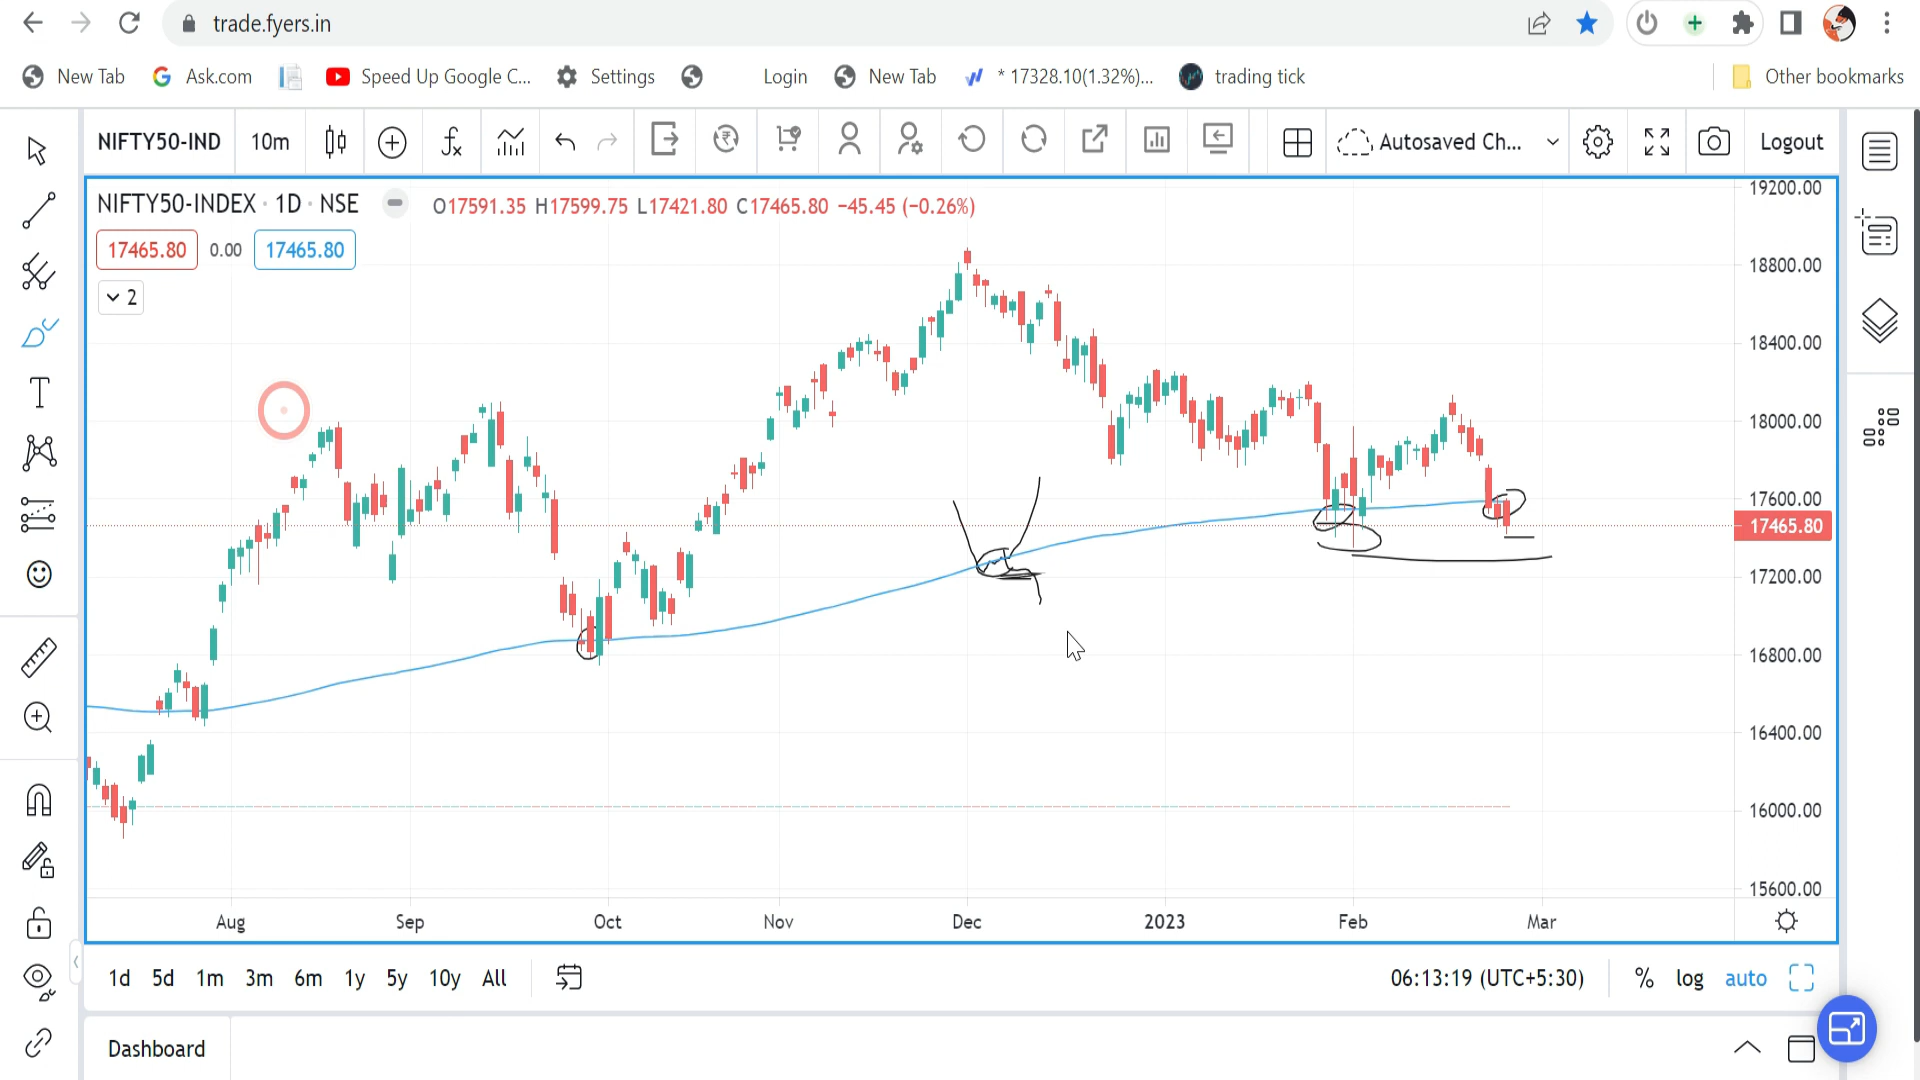 trade.fyers.in
New Tab Ask.com Speed Up Google C... Settings Login New Tab * 17328.10(1.32%)... trading tick Other bookmarks
NIFTY50-IND 10m Autosaved Ch... Logout
NIFTY50-INDEX · 1D · NSE O17591.35 H17599.75 L17421.80 C17465.80 −45.45 (−0.26%)
17465.80 0.00 17465.80
2
19200.00
18800.00
18400.00
18000.00
17600.00
17465.80
17200.00
16800.00
16400.00
16000.00
15600.00
Aug Sep Oct Nov Dec 2023 Feb Mar
1d 5d 1m 3m 6m 1y 5y 10y All 06:13:19 (UTC+5:30) % log auto
Dashboard